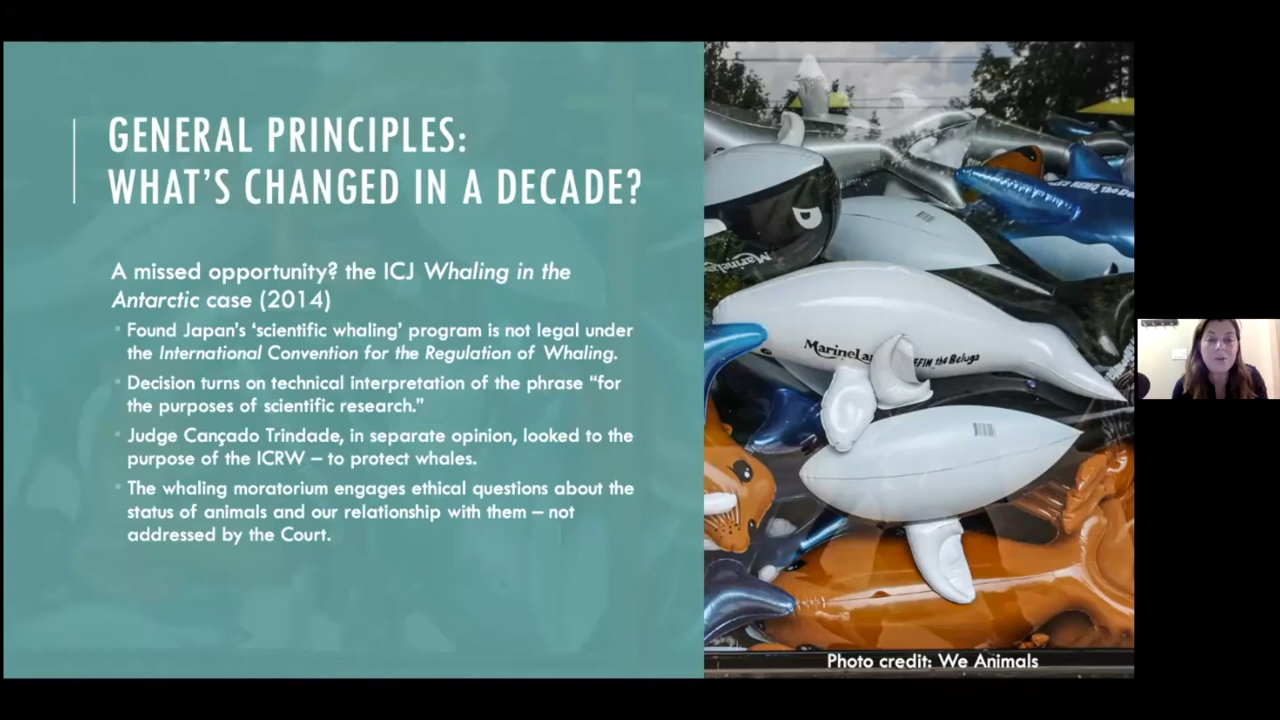 GENERAL PRINCIPLES:
WHAT'S CHANGED IN A DECADE?
A missed opportunity? the ICJ Whaling in the
Antarctic case (2014)
Found Japan's 'scientific whaling' program is not legal under
the International Convention for the Regulation of Whaling.
Decision turns on technical interpretation of the phrase “for
the purposes of scientific research.”
Judge Cançado Trindade, in separate opinion, looked to the
purpose of the ICRW – to protect whales.
The whaling moratorium engages ethical questions about the
status of animals and our relationship with them – not
addressed by the Court.
MarineLa
FFIN the Beluga
Photo credit: We Animals